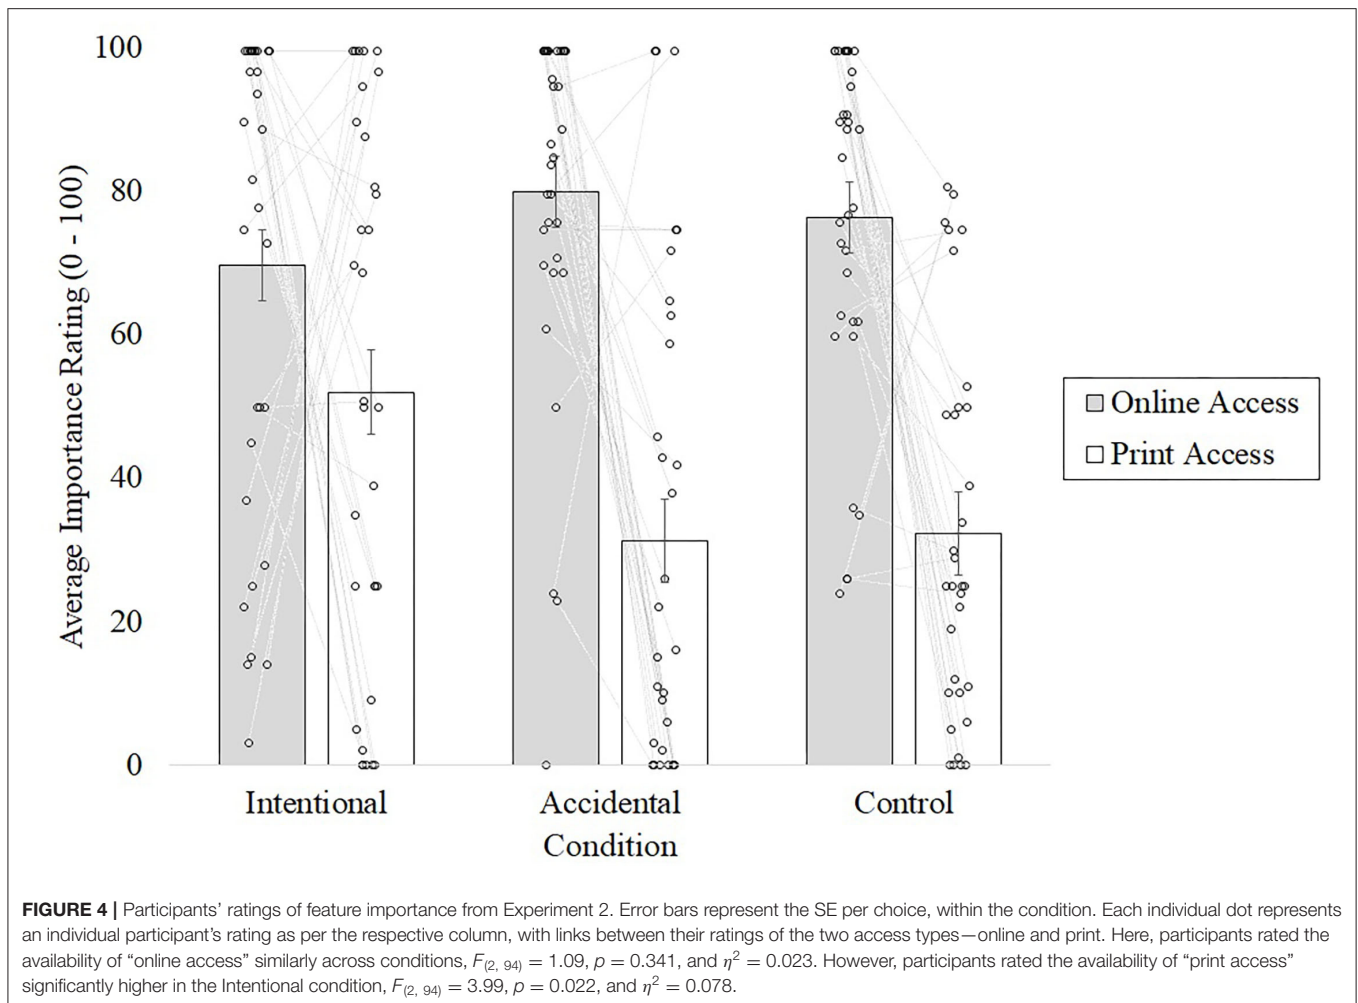 100
80
60
40
20
0
Average Importance Rating (0 - 100)
Intentional
Accidental
Control
Condition
Online Access
Print Access
FIGURE 4 | Participants’ ratings of feature importance from Experiment 2. Error bars represent the SE per choice, within the condition. Each individual dot represents
an individual participant’s rating as per the respective column, with links between their ratings of the two access types—online and print. Here, participants rated the
availability of “online access” similarly across conditions, F(2, 94) = 1.09, p = 0.341, and η² = 0.023. However, participants rated the availability of “print access”
significantly higher in the Intentional condition, F(2, 94) = 3.99, p = 0.022, and η² = 0.078.